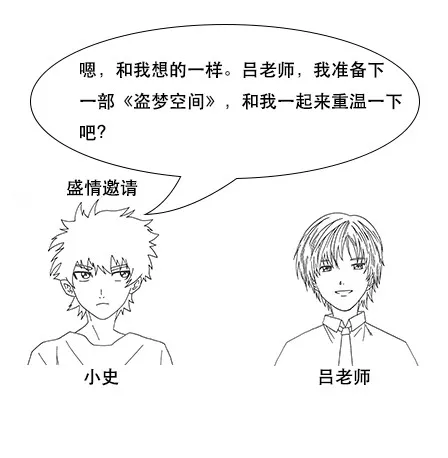 嗯，和我想的一样。吕老师，我准备下
一部《盗梦空间》，和我一起来重温一下
吧？
盛情邀请
小史
吕老师